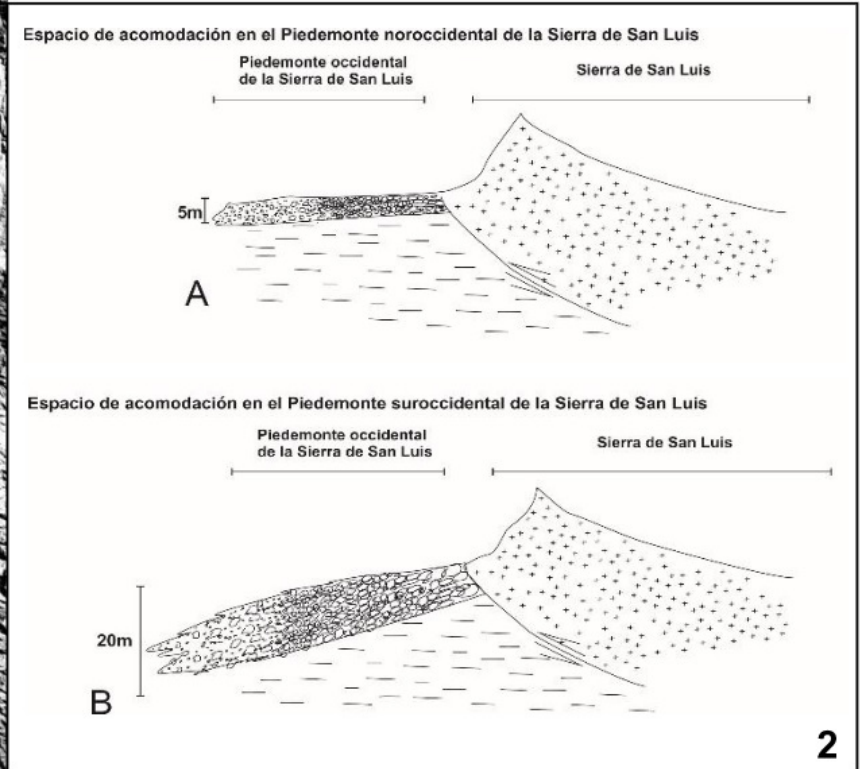 Espacio de acomodación en el Piedemonte noroccidental de la Sierra de San Luis
Piedemonte occidental
de la Sierra de San Luis
Sierra de San Luis
5m
A
Espacio de acomodación en el Piedemonte suroccidental de la Sierra de San Luis
Piedemonte occidental
de la Sierra de San Luis
Sierra de San Luis
20m
B
2